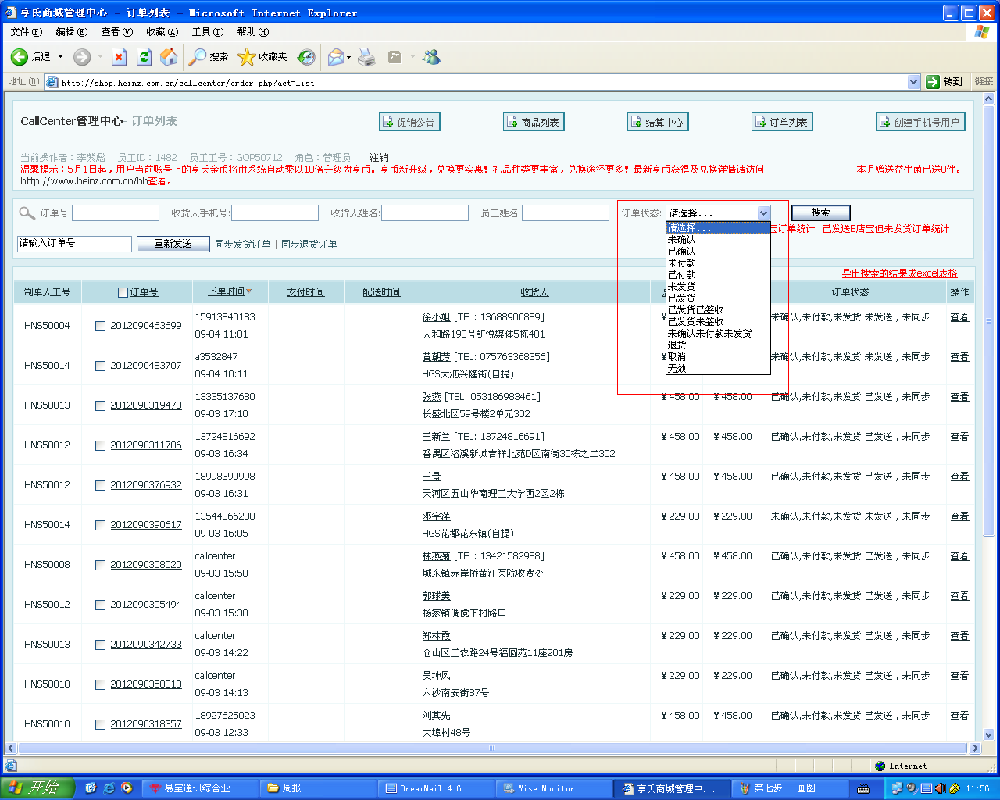 亨氏商城管理中心 - 订单列表 - Microsoft Internet Explorer
文件(F) 编辑(E) 查看(V) 收藏(A) 工具(T) 帮助(H)
后退 搜索 收藏夹
地址(D) http://shop.heinz.com.cn/callcenter/order.php?act=list 转到 链接
CallCenter管理中心- 订单列表 促销公告 商品列表 结算中心 订单列表 创建手机号用户
当前操作者：李紫彪 员工ID：1482 员工工号：GOP50712 角色：管理员 注销
温馨提示：5月1日起，用户当前账号上的亨氏金币将由系统自动乘以10倍升级为亨币。亨币新升级，兑换更实惠！礼品种类更丰富，兑换途径更多！最新亨币获得及兑换详情请访问 本月赠送益生菌已送0件。
http://www.heinz.com.cn/hb查看。
订单号: 收货人手机号: 收货人姓名: 员工姓名: 订单状态: 请选择... 搜索
请选择... 宝订单统计 已发送E店宝但未发货订单统计
未确认
请输入订单号 重新发送 同步发货订单 | 同步退货订单
已确认
未付款
已付款
未发货
已发货
已发货已签收
已发货未签收
未确认未付款未发货
退货
取消
无效
导出搜索的结果成excel表格
制单人工号 订单号 下单时间 支付时间 配送时间 收货人 订单状态 操作
HNS50004 2012090463699 15913840183 徐小姐 [TEL: 13688900889] 未确认,未付款,未发货 未发送，未同步 查看
09-04 11:01 人和路198号凯悦媒体5栋401
HNS50014 2012090483707 a3532847 黄朝芳 [TEL: 075763368356] 未确认,未付款,未发货 已发送，未同步 查看
09-04 10:11 HGS大沥兴隆街(自提)
HNS50013 2012090319470 13335137680 张燕 [TEL: 053186983461] ¥ 458.00 ¥ 458.00 已确认,未付款,未发货 已发送，未同步 查看
09-03 17:10 长盛北区59号楼2单元302
HNS50012 2012090311706 13724816692 王新兰 [TEL: 13724816691] ¥ 458.00 ¥ 458.00 已确认,未付款,未发货 已发送，未同步 查看
09-03 16:34 番禺区洛溪新城吉祥北苑D区南街30栋之二302
HNS50012 2012090376932 18998390998 王景 ¥ 458.00 ¥ 458.00 已确认,未付款,未发货 已发送，未同步 查看
09-03 16:31 天河区五山华南理工大学西2区2栋
HNS50014 2012090390617 13544366208 邓宇萍 ¥ 229.00 ¥ 229.00 未确认,未付款,未发货 未发送，未同步 查看
09-03 16:05 HGS花都花东镇(自提)
HNS50008 2012090308020 callcenter 林燕菊 [TEL: 13421582988] ¥ 458.00 ¥ 458.00 已确认,未付款,未发货 已发送，未同步 查看
09-03 15:58 城东镇赤岸桥黄江医院收费处
HNS50012 2012090305494 callcenter 郭球美 ¥ 229.00 ¥ 229.00 已确认,未付款,未发货 已发送，未同步 查看
09-03 15:30 杨家镇倜傥下村路口
HNS50013 2012090342733 callcenter 郑林霞 ¥ 229.00 ¥ 229.00 已确认,未付款,未发货 已发送，未同步 查看
09-03 14:22 仓山区工农路24号福圆苑11座201房
HNS50010 2012090358018 callcenter 吴坤凤 ¥ 229.00 ¥ 229.00 已确认,未付款,未发货 已发送，未同步 查看
09-03 14:13 六沙南安街87号
HNS50010 2012090318357 18927625023 刘其先 ¥ 458.00 ¥ 458.00 已确认,未付款,未发货 已发送，未同步 查看
09-03 12:33 大埠村48号
Internet
开始 易宝通讯综合业... 周报 DreamMail 4.6.... Wise Monitor -... 亨氏商城管理中... 第七步 - 画图 11:56